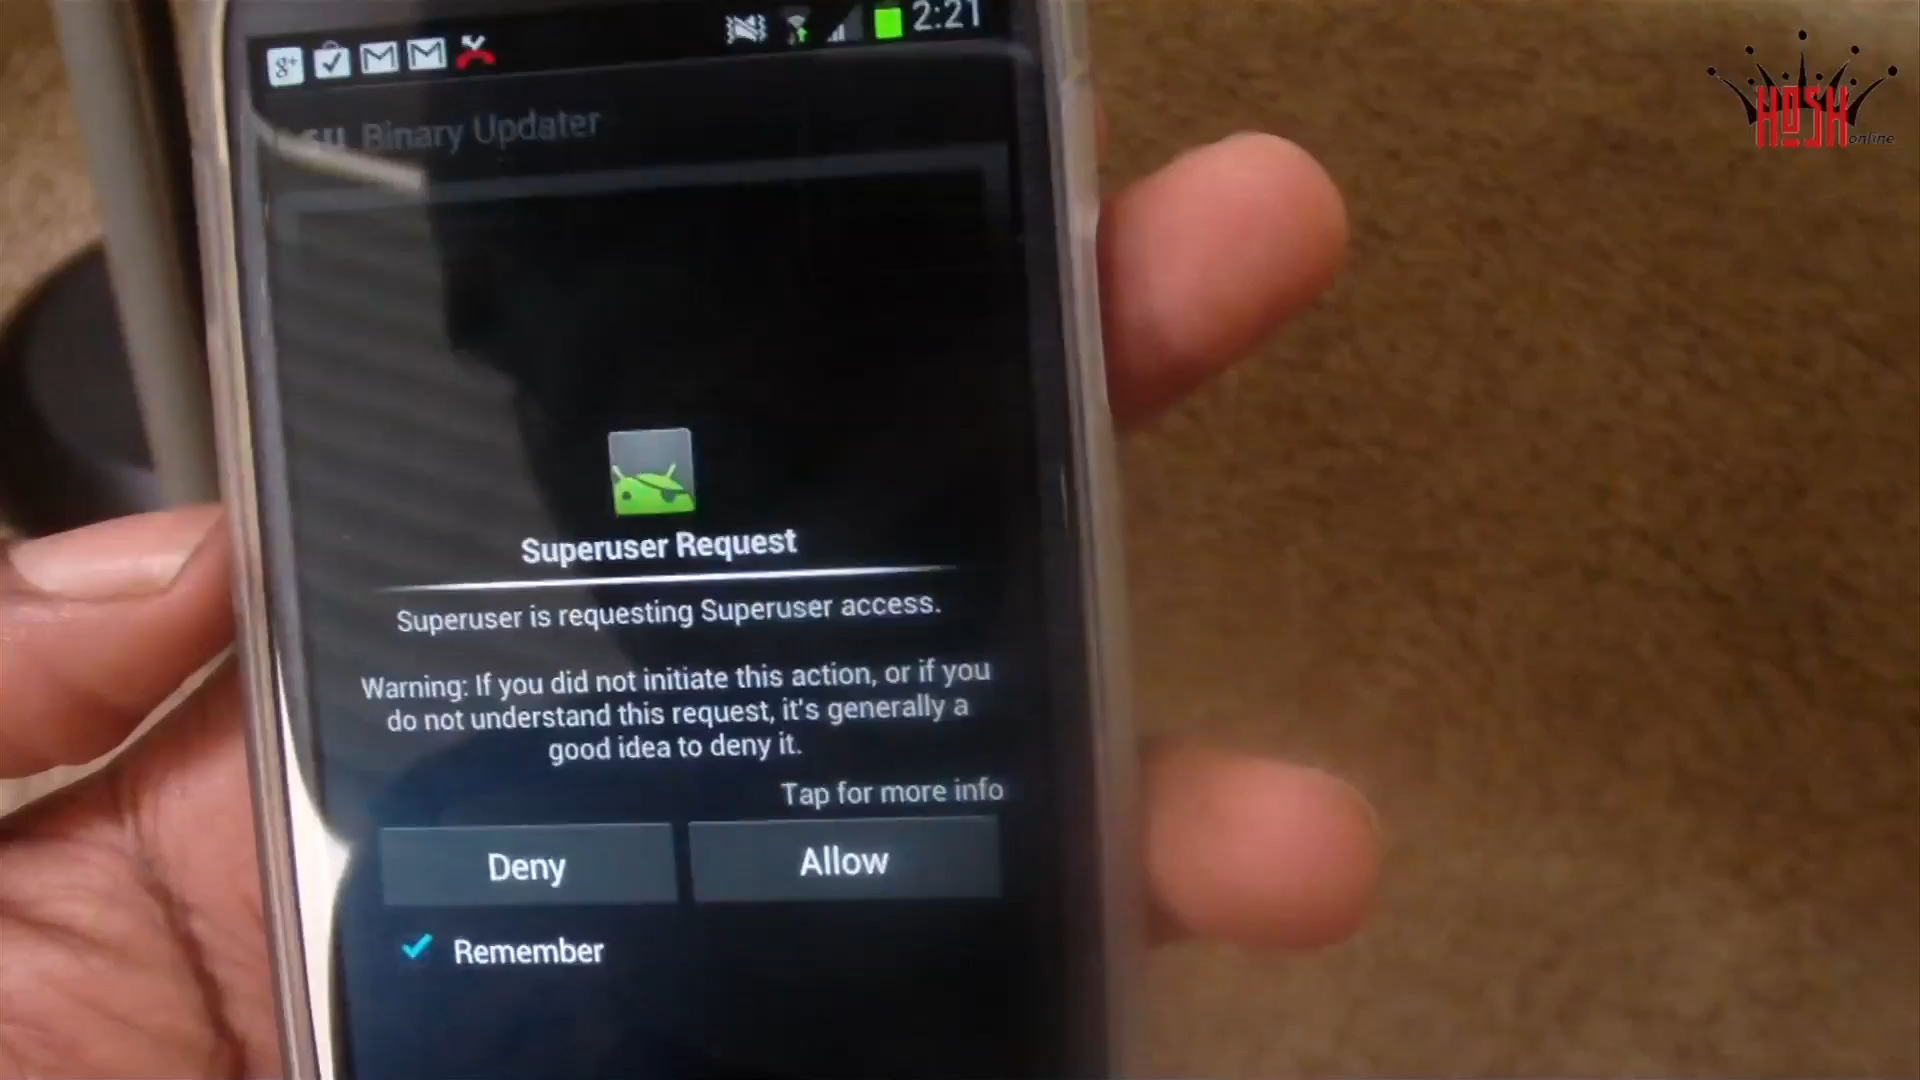 2:21
Binary Updater
HOSH online
Superuser Request
Superuser is requesting Superuser access.
Warning: If you did not initiate this action, or if you
do not understand this request, it's generally a
good idea to deny it.
Tap for more info
Deny Allow
Remember